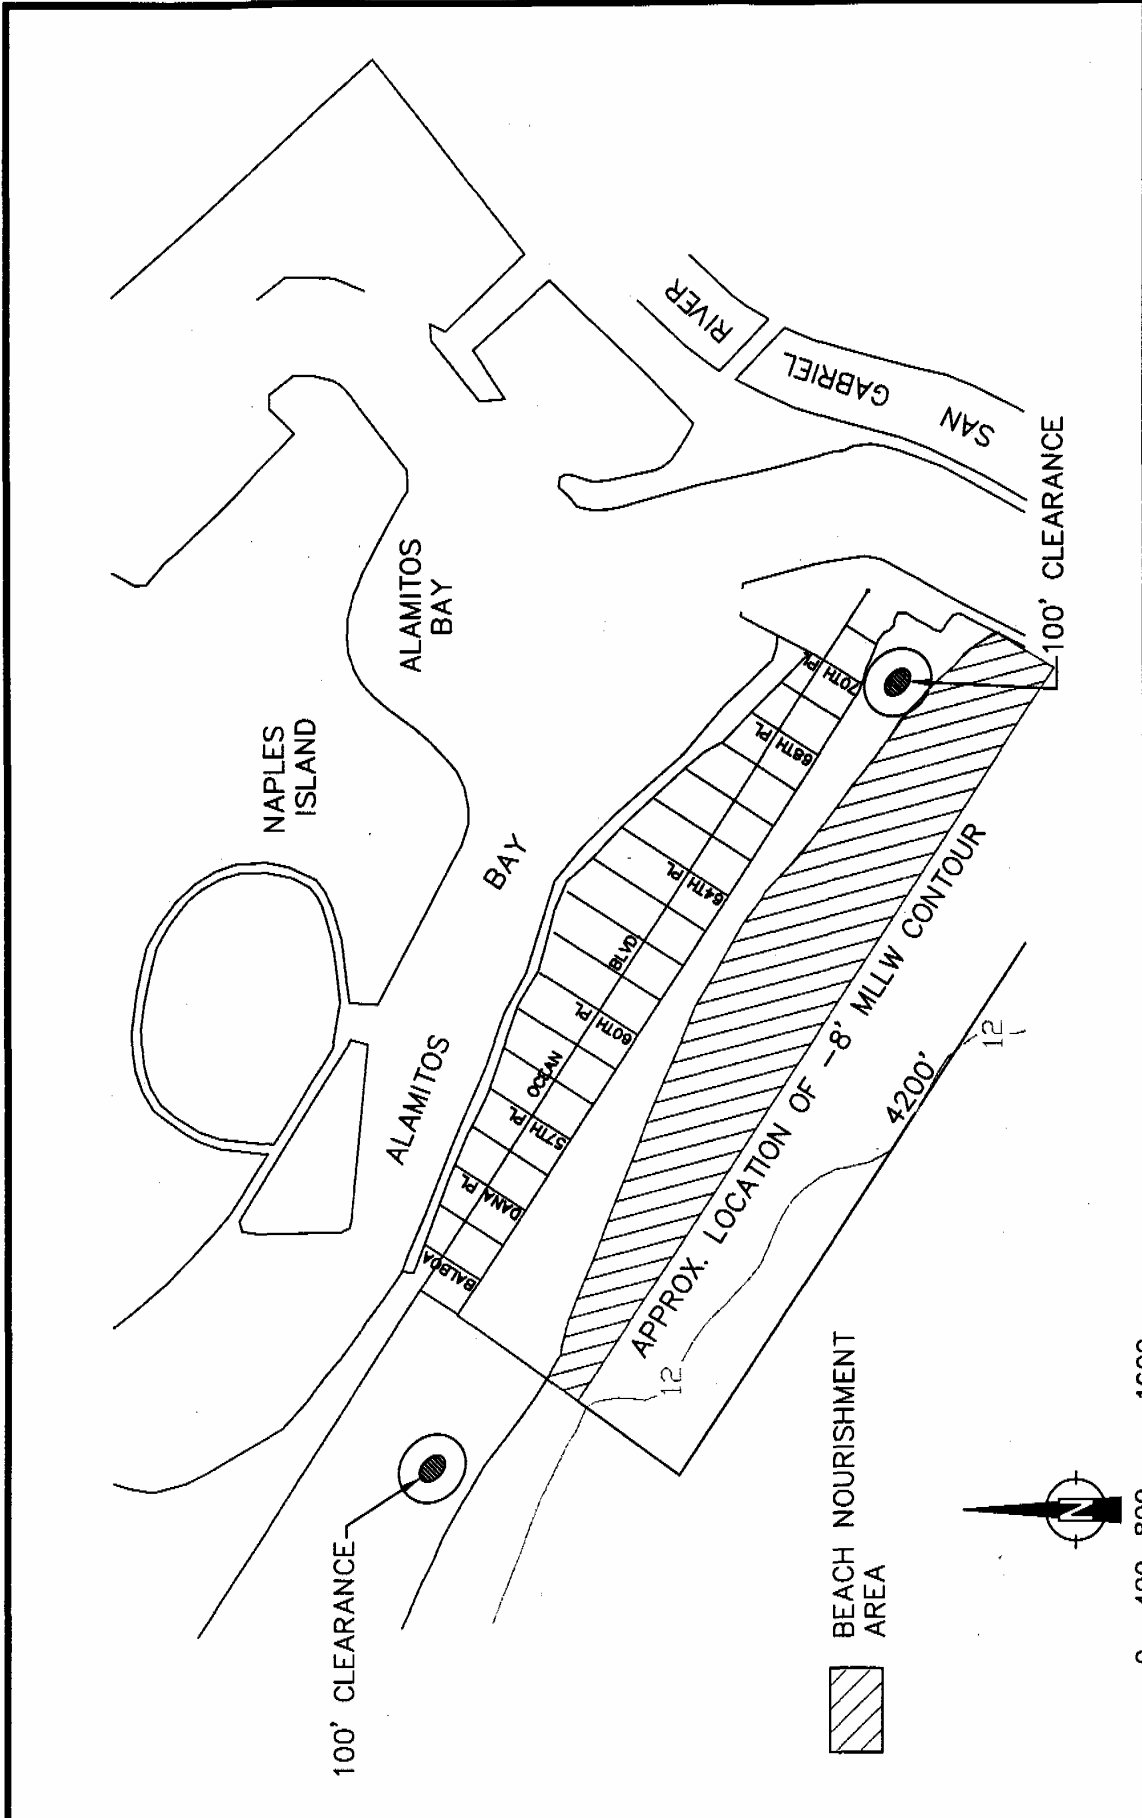 NAPLES
ISLAND
ALAMITOS
BAY
BAY
ALAMITOS
RIVER
GABRIEL
SAN
100' CLEARANCE
100' CLEARANCE
BALBOA
DANA PL
57TH PL
OCEAN
60TH PL
BLVD.
64TH PL
68TH PL
70TH PL
APPROX. LOCATION OF -8' MLLW CONTOUR
4200'
12
12
BEACH NOURISHMENT
AREA
N